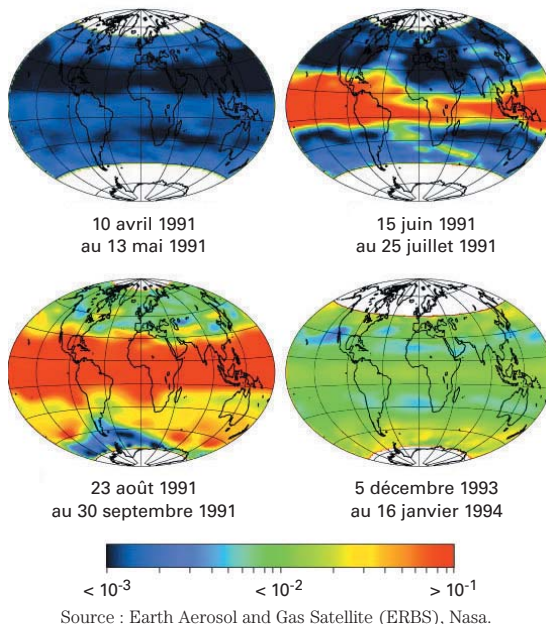 10 avril 1991
au 13 mai 1991
15 juin 1991
au 25 juillet 1991
23 août 1991
au 30 septembre 1991
5 décembre 1993
au 16 janvier 1994
< 10⁻³
< 10⁻²
> 10⁻¹
Source : Earth Aerosol and Gas Satellite (ERBS), Nasa.